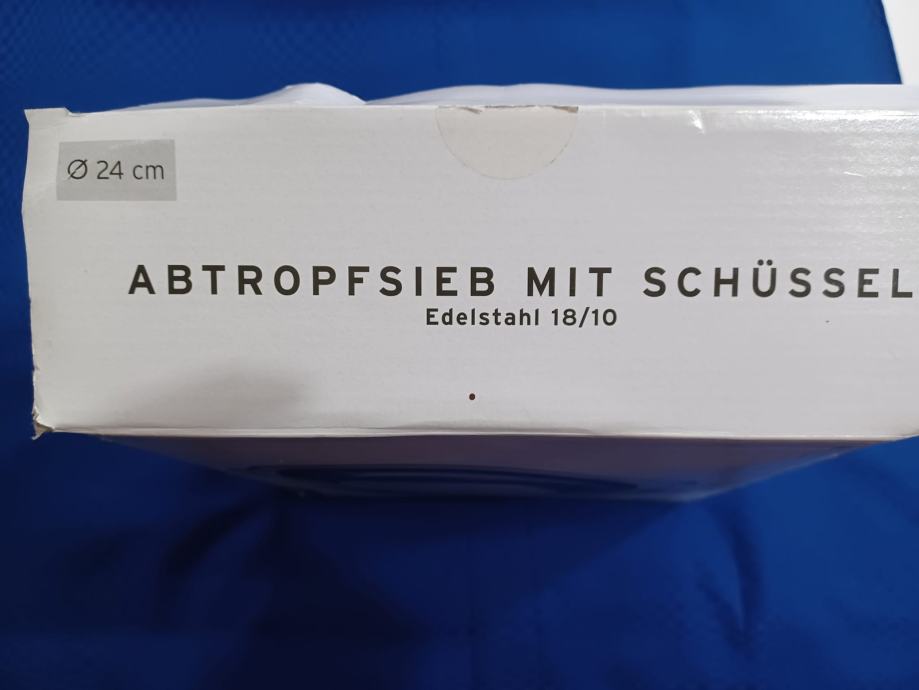 Ø 24 cm
ABTROPFSIEB MIT SCHÜSSEL
Edelstahl 18/10